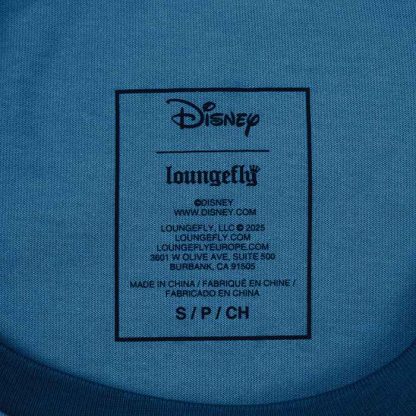 Disney
loungefly
©DISNEY
WWW.DISNEY.COM
LOUNGEFLY, LLC © 2025
LOUNGEFLY.COM
LOUNGEFLYEUROPE.COM
3601 W OLIVE AVE, SUITE 500
BURBANK, CA 91505
MADE IN CHINA / FABRIQUÉ EN CHINE /
FABRICADO EN CHINA
S / P / CH